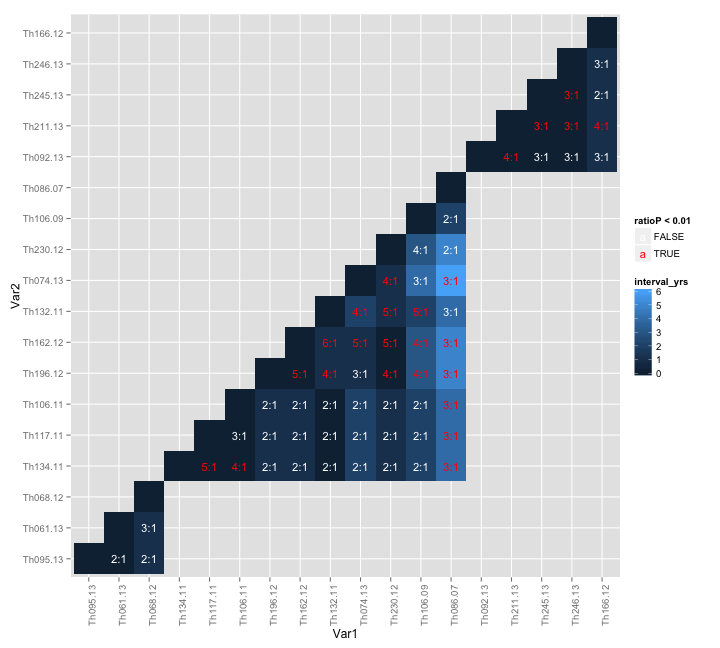 Th166.12
Th246.13 3:1
Th245.13 3:1 2:1
Th211.13 3:1 3:1 4:1
Th092.13 4:1 3:1 3:1 3:1
Th086.07
Th106.09 2:1
Th230.12 4:1 2:1
Th074.13 4:1 3:1 3:1
Th132.11 4:1 5:1 5:1 3:1
Th162.12 6:1 5:1 5:1 4:1 3:1
Th196.12 5:1 4:1 3:1 4:1 3:1
Th106.11 2:1 2:1 2:1 2:1 2:1 2:1 3:1
Th117.11 3:1 2:1 2:1 2:1 2:1 2:1 2:1 3:1
Th134.11 5:1 4:1 2:1 2:1 2:1 2:1 2:1 2:1 3:1
Th068.12
Th061.13 3:1
Th095.13 2:1 2:1
Var2
Th095.13
Th061.13
Th068.12
Th134.11
Th117.11
Th106.11
Th196.12
Th162.12
Th132.11
Th074.13
Th230.12
Th106.09
Th086.07
Th092.13
Th211.13
Th245.13
Th246.13
Th166.12
Var1
ratioP < 0.01
a FALSE
a TRUE
interval_yrs
6
5
4
3
2
1
0